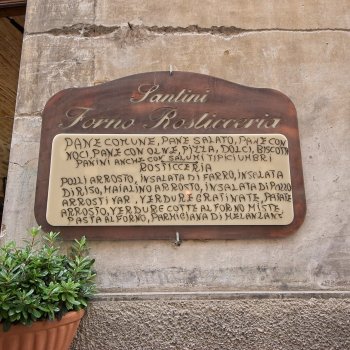 Santini
Forno Rosticceria
PANE COMUNE, PANE SALATO, PANE CON
NOCI PANE CON OLIVE, PIZZA, DOLCI, BISCOTTI
PANINI ANCHE CON SALUMI TIPICI UMBRI
ROSTICCERIA
POLLI ARROSTO, INSALATA DI FARRO, INSALATA
DI RISO, MAIALINO ARROSTO, INSALATA DI POLLO
ARROSTI VAR, VERDURE GRATINATE, PATATE
ARROSTO, VERDURE COTTE AL FORNO MISTE
PASTA AL FORNO, PARMIGIANA DI MELANZANE